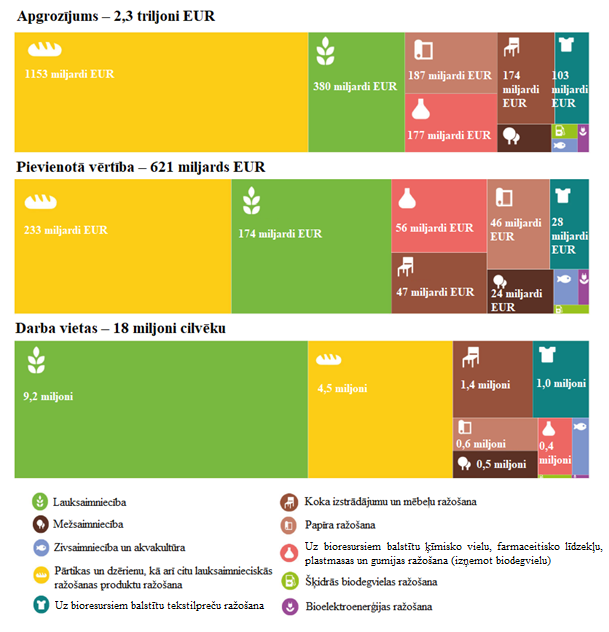 Apgrozījums – 2,3 triljoni EUR
1153 miljardi EUR
380 miljardi EUR
187 miljardi EUR
177 miljardi EUR
174
miljardi
EUR
103
miljardi
EUR
Pievienotā vērtība – 621 miljards EUR
233 miljardi EUR
174 miljardi EUR
56 miljardi EUR
47 miljardi EUR
46 miljardi
EUR
24 miljardi
EUR
28
miljardi
EUR
Darba vietas – 18 miljoni cilvēku
9,2 miljoni
4,5 miljoni
1,4 miljoni
1,0 miljoni
0,6 miljoni
0,5 miljoni
0,4
miljoni
Lauksaimniecība
Mežsaimniecība
Zivsaimniecība un akvakultūra
Pārtikas un dzērienu, kā arī citu lauksaimnieciskās
ražošanas produktu ražošana
Uz bioresursiem balstītu tekstilpreču ražošana
Koka izstrādājumu un mēbeļu ražošana
Papīra ražošana
Uz bioresursiem balstītu ķīmisko vielu, farmaceitisko līdzekļu,
plastmasas un gumijas ražošana (izņemot biodegvielu)
Šķidrās biodegvielas ražošana
Bioelektroenerģijas ražošana